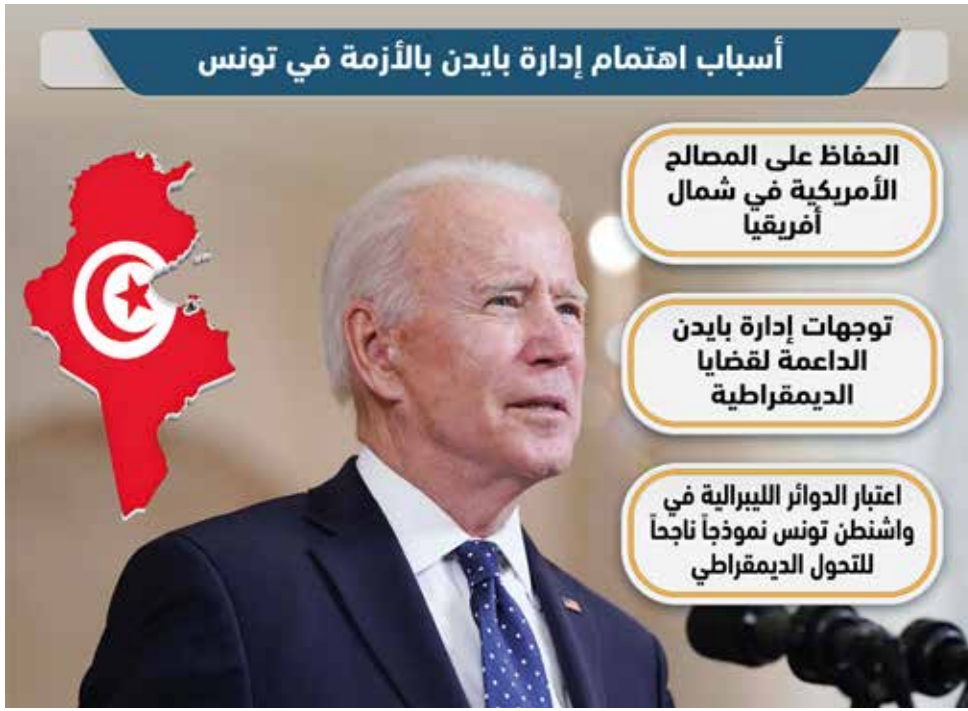 أسباب اهتمام إدارة بايدن بالأزمة في تونس
الحفاظ على المصالح
الأمريكية في شمال
أفريقيا
توجهات إدارة بايدن
الداعمة لقضايا
الديمقراطية
اعتبار الدوائر الليبرالية في
واشنطن تونس نموذجاً ناجحاً
للتحول الديمقراطي